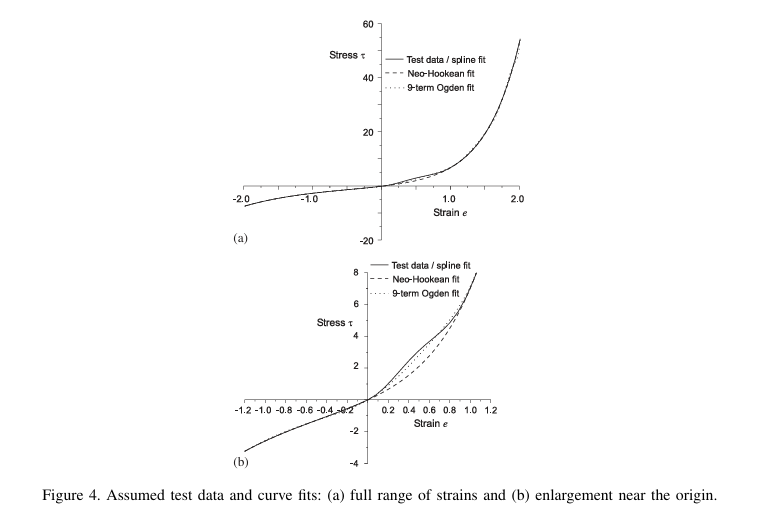 60
Stress τ
Test data / spline fit
Neo-Hookean fit
40
9-term Ogden fit
20
-2.0 -1.0 1.0 2.0
Strain e
(a)
-20
Test data / spline fit
8
Neo-Hookean fit
9-term Ogden fit
6
Stress τ
4
2
-1.2 -1.0 -0.8 -0.6 -0.4 -0.2 0.2 0.4 0.6 0.8 1.0 1.2
Strain e
-2
(b)
-4
Figure 4. Assumed test data and curve fits: (a) full range of strains and (b) enlargement near the origin.